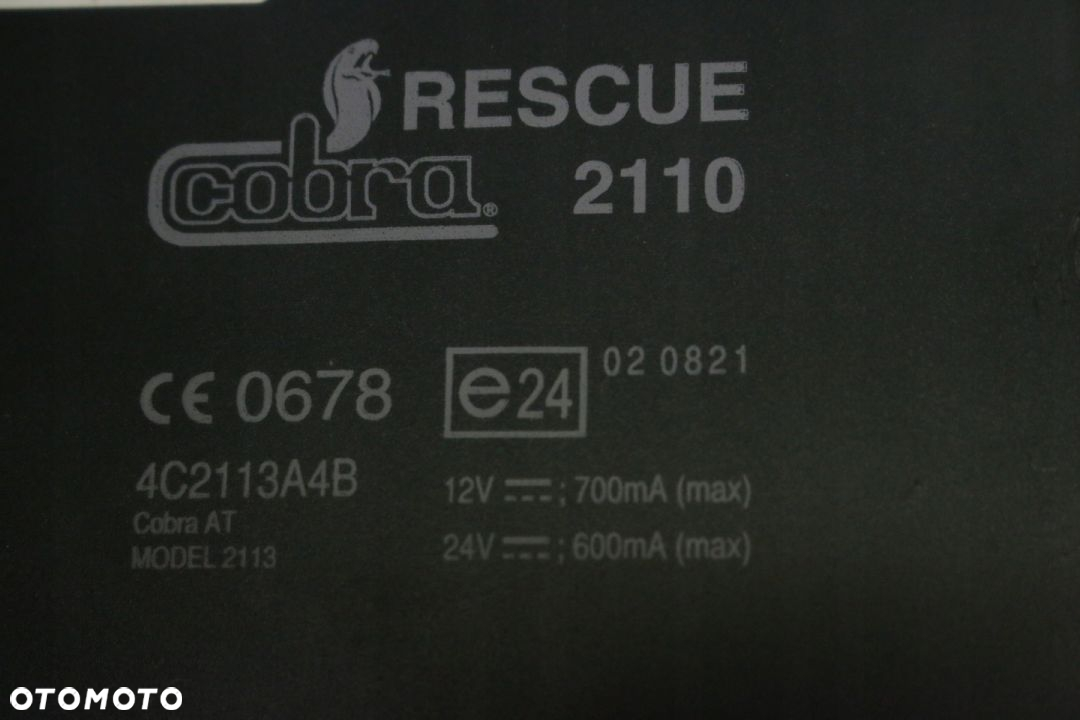 RESCUE
cobra®
2110
CE 0678
e24
02 0821
4C2113A4B
Cobra AT
MODEL 2113
12V ⎓; 700mA (max)
24V ⎓; 600mA (max)
OTOMOTO